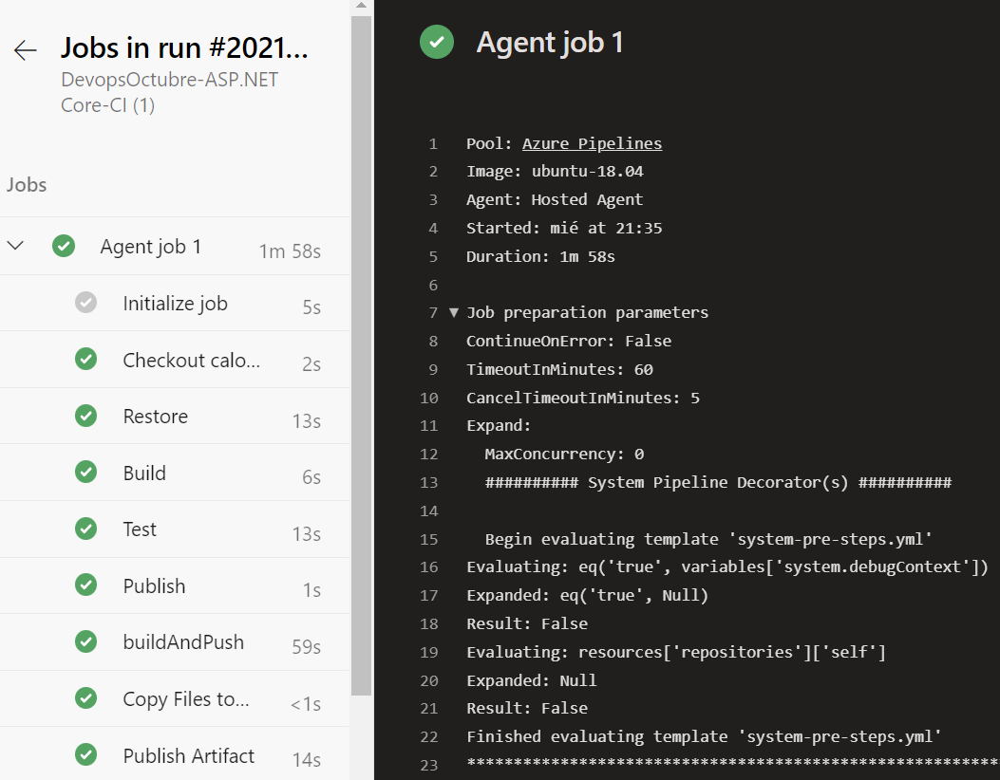 Jobs in run #2021...
DevopsOctubre-ASP.NET
Core-CI (1)
Jobs
Agent job 1 1m 58s
Initialize job 5s
Checkout calo... 2s
Restore 13s
Build 6s
Test 13s
Publish 1s
buildAndPush 59s
Copy Files to... <1s
Publish Artifact 14s
Agent job 1
1 Pool: Azure Pipelines
2 Image: ubuntu-18.04
3 Agent: Hosted Agent
4 Started: mié at 21:35
5 Duration: 1m 58s
6
7 ▼ Job preparation parameters
8 ContinueOnError: False
9 TimeoutInMinutes: 60
10 CancelTimeoutInMinutes: 5
11 Expand:
12 MaxConcurrency: 0
13 ########## System Pipeline Decorator(s) ##########
14
15 Begin evaluating template 'system-pre-steps.yml'
16 Evaluating: eq('true', variables['system.debugContext'])
17 Expanded: eq('true', Null)
18 Result: False
19 Evaluating: resources['repositories']['self']
20 Expanded: Null
21 Result: False
22 Finished evaluating template 'system-pre-steps.yml'
23 *********************************************************